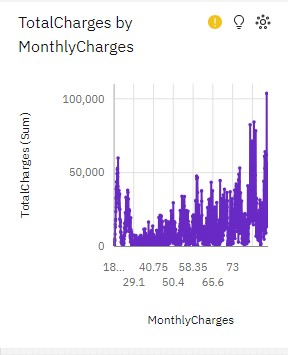 TotalCharges by
MonthlyCharges
TotalCharges (Sum)
100,000
50,000
0
18... 40.75 58.35 73
29.1 50.4 65.6
MonthlyCharges